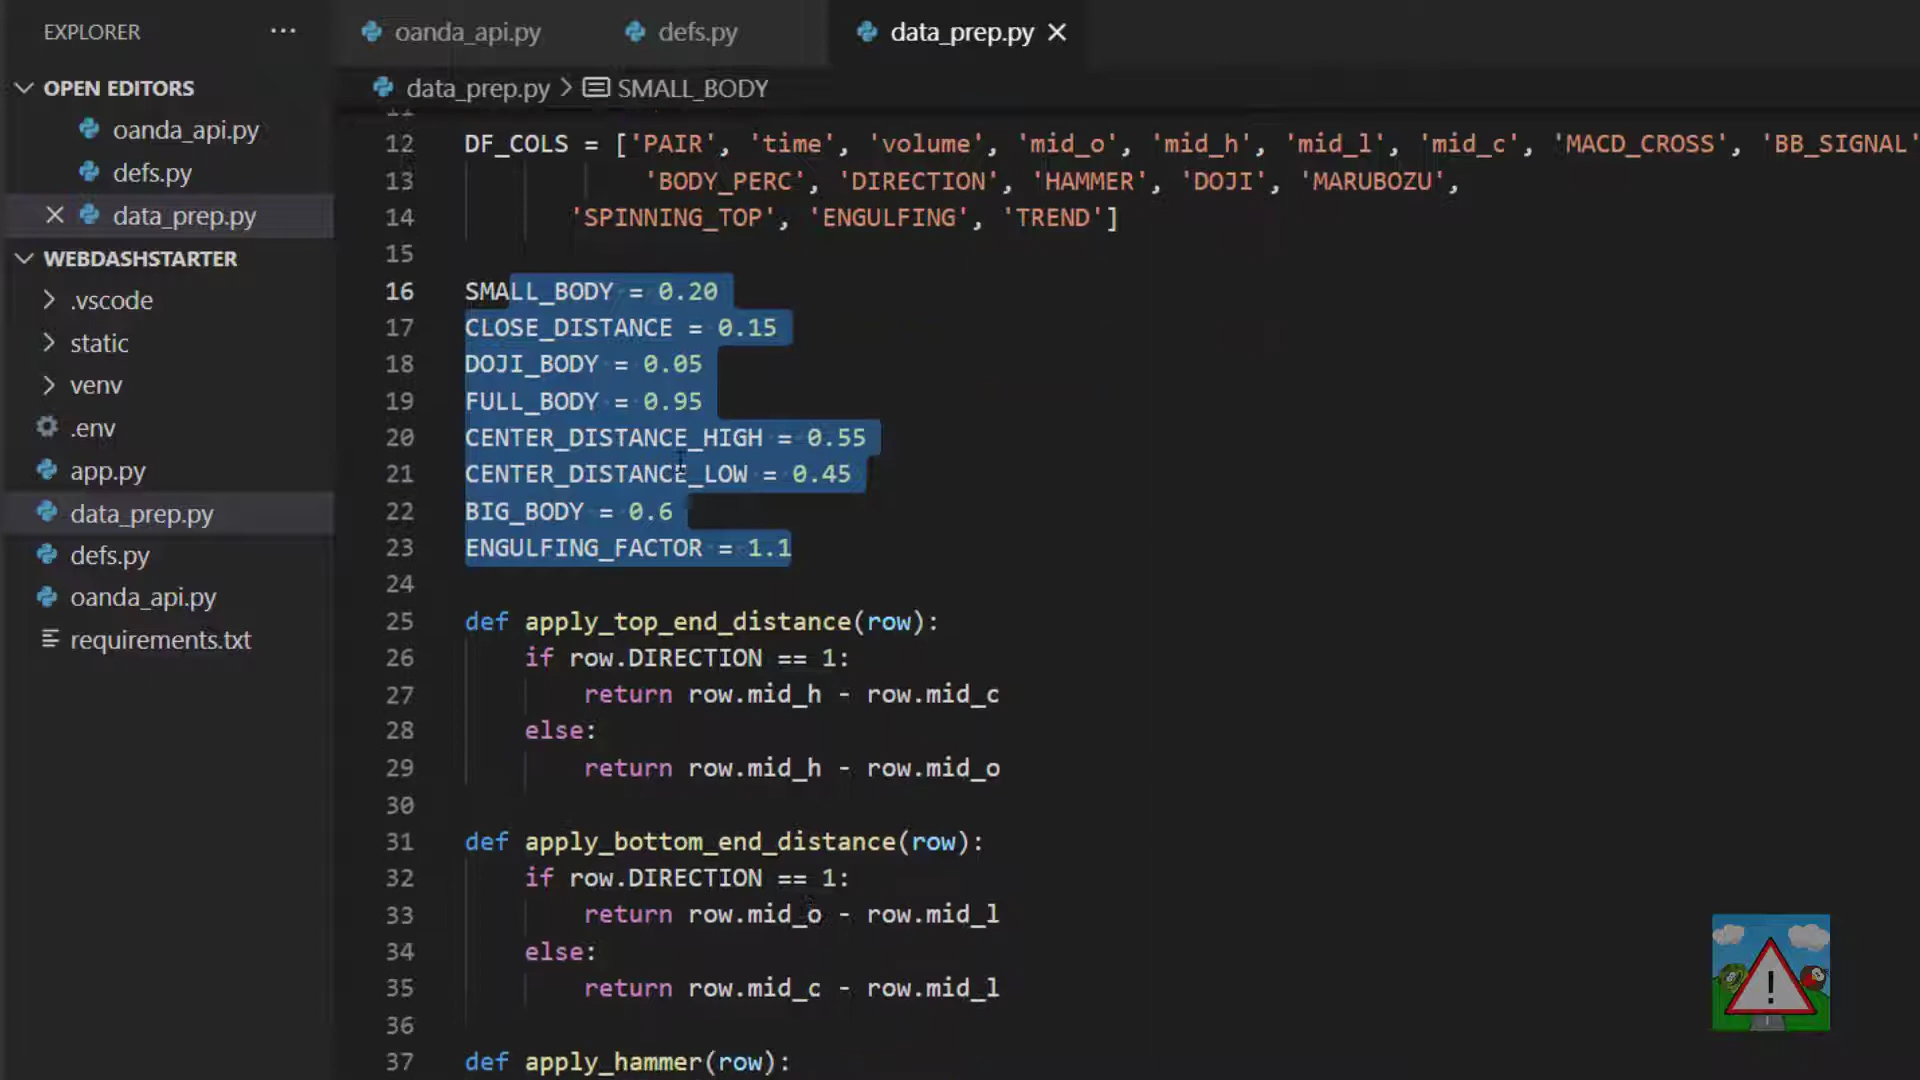 EXPLORER ...
OPEN EDITORS
oanda_api.py
defs.py
data_prep.py
WEBDASHSTARTER
.vscode
static
venv
.env
app.py
data_prep.py
defs.py
oanda_api.py
requirements.txt
oanda_api.py defs.py data_prep.py
data_prep.py > SMALL_BODY
11
12 DF_COLS = ['PAIR', 'time', 'volume', 'mid_o', 'mid_h', 'mid_l', 'mid_c', 'MACD_CROSS', 'BB_SIGNAL'
13 'BODY_PERC', 'DIRECTION', 'HAMMER', 'DOJI', 'MARUBOZU',
14 'SPINNING_TOP', 'ENGULFING', 'TREND']
15
16 SMALL_BODY = 0.20
17 CLOSE_DISTANCE = 0.15
18 DOJI_BODY = 0.05
19 FULL_BODY = 0.95
20 CENTER_DISTANCE_HIGH = 0.55
21 CENTER_DISTANCE_LOW = 0.45
22 BIG_BODY = 0.6
23 ENGULFING_FACTOR = 1.1
24
25 def apply_top_end_distance(row):
26 if row.DIRECTION == 1:
27 return row.mid_h - row.mid_c
28 else:
29 return row.mid_h - row.mid_o
30
31 def apply_bottom_end_distance(row):
32 if row.DIRECTION == 1:
33 return row.mid_o - row.mid_l
34 else:
35 return row.mid_c - row.mid_l
36
37 def apply_hammer(row):
!